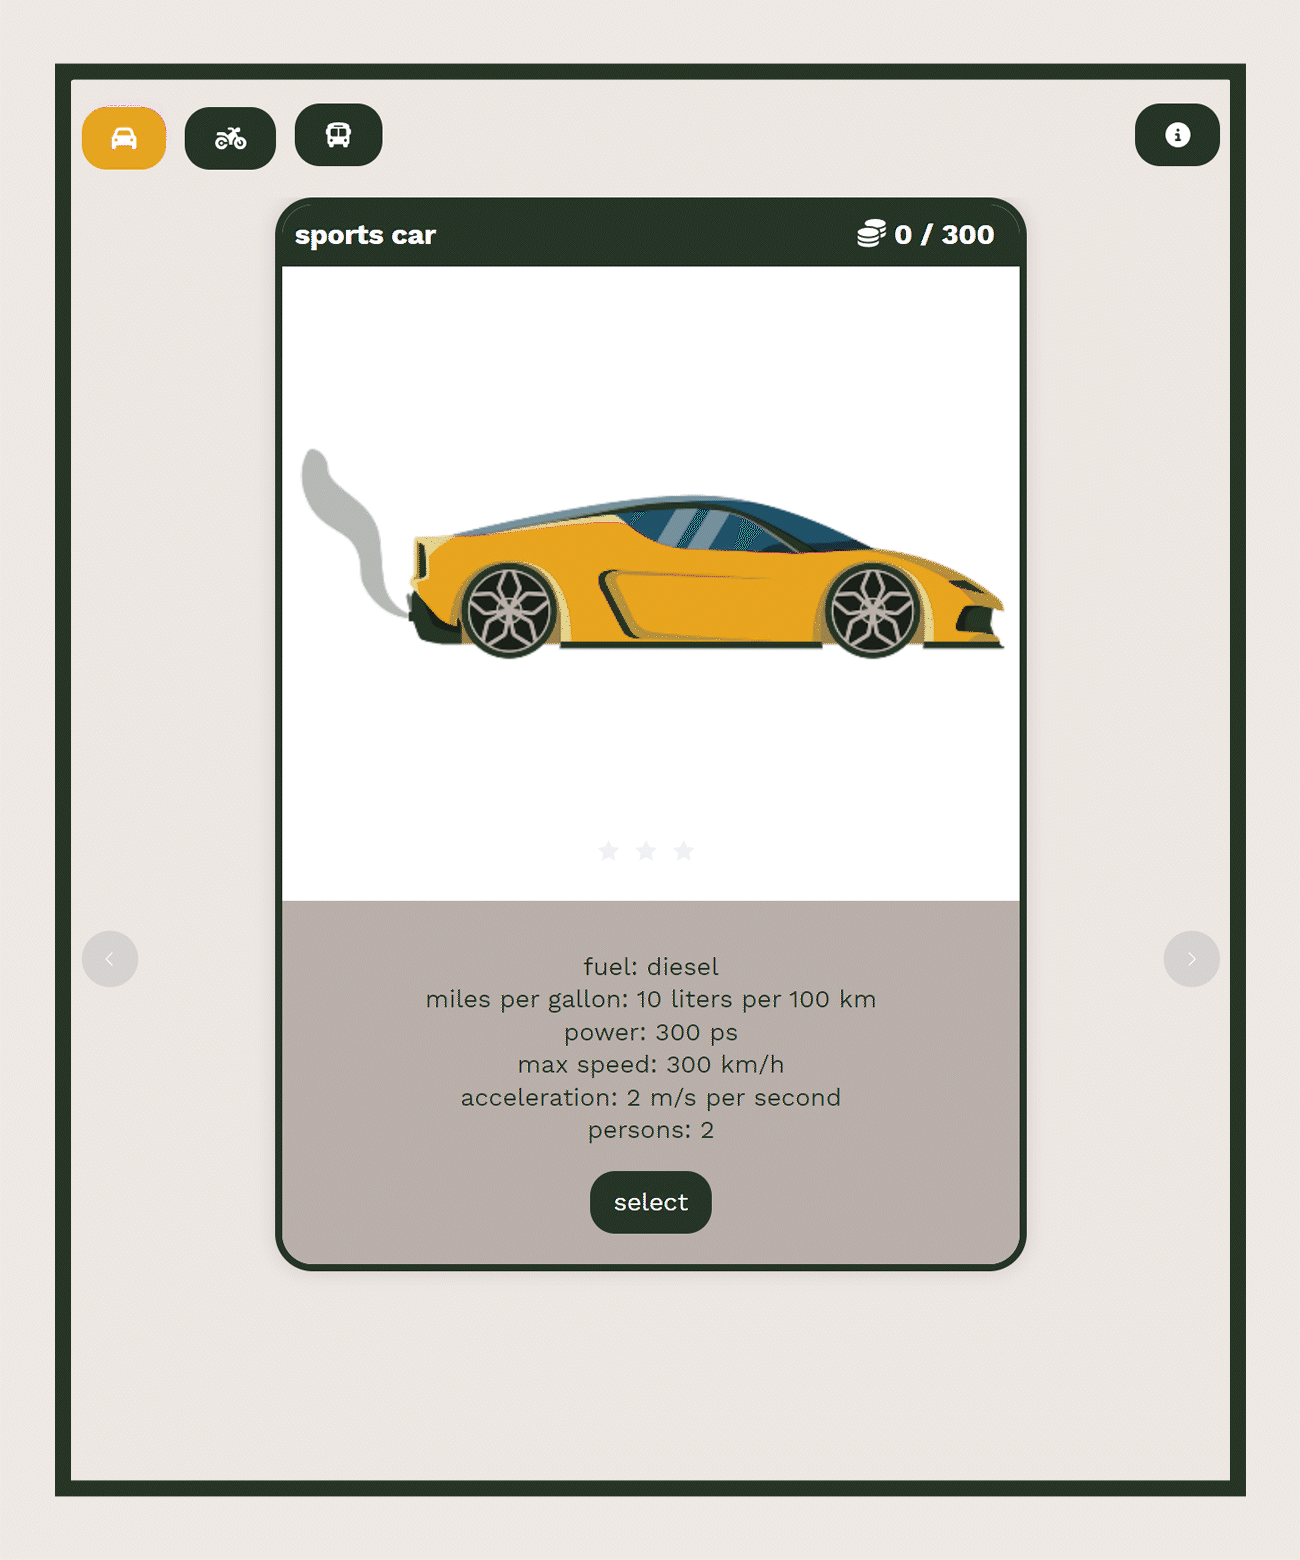 sports car
0 / 300
fuel: diesel
miles per gallon: 10 liters per 100 km
power: 300 ps
max speed: 300 km/h
acceleration: 2 m/s per second
persons: 2
select